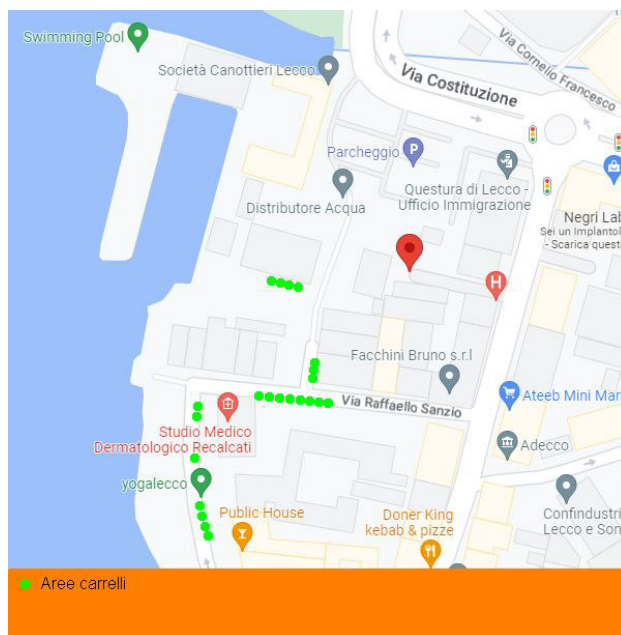 Swimming Pool
Società Canottieri Lecco
Via Cornelio Francesco
Via Costituzione
Parcheggio
P
Questura di Lecco -
Ufficio Immigrazione
Distributore Acqua
Negri Lab
Sei un Implantol
- Scarica questo
H
Facchini Bruno s.r.l
Ateeb Mini Mar
Via Raffaello Sanzio
Studio Medico
Dermatologico Recalcati
Adecco
yogalecco
Public House
Doner King
kebab & pizze
Confindustri
Lecco e Son
Aree carrelli